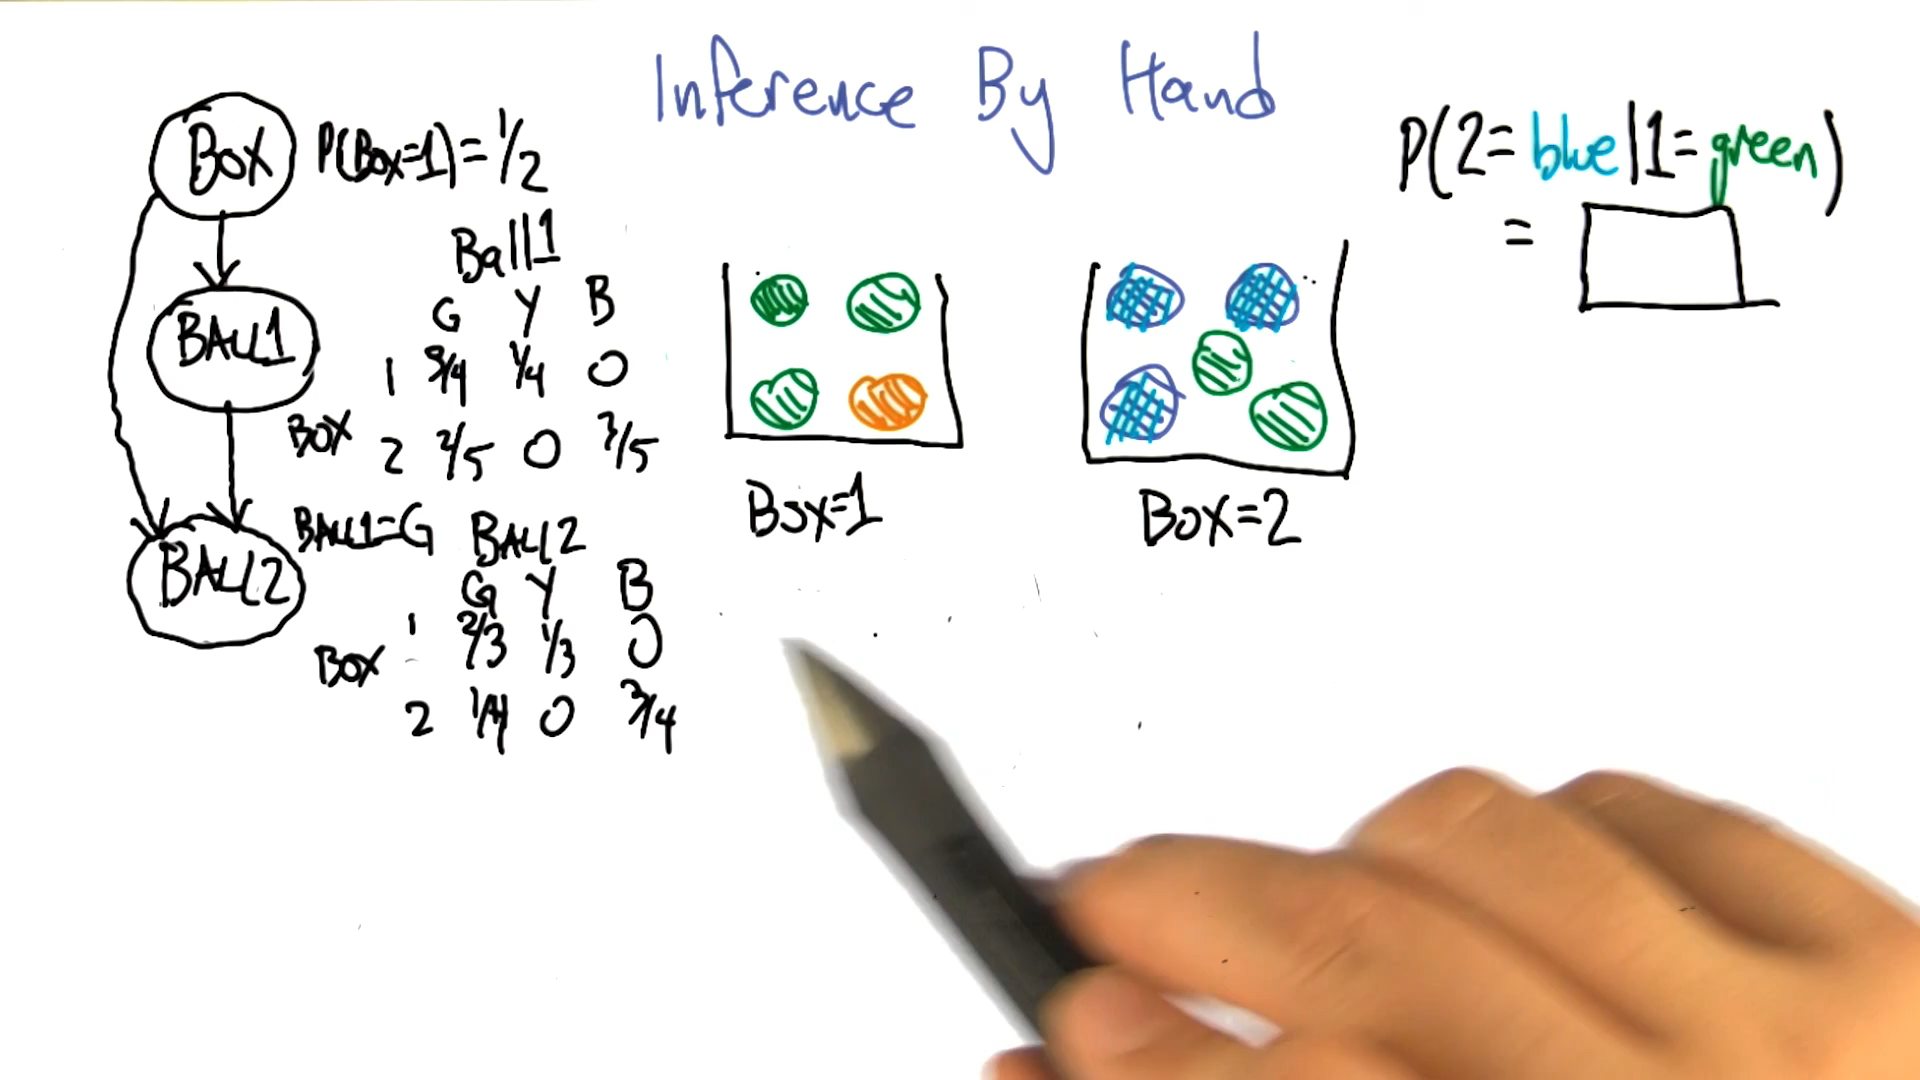 Inference By Hand
BOX P(Box=1)=1/2
P(2=blue|1=green)
=
Ball1
G Y B
BALL1
1 3/4 1/4 0
BOX
2 2/5 0 3/5
Box=1
Box=2
BALL1=G BALL2
BALL2
G Y B
1 2/3 1/3 0
BOX
2 1/4 0 3/4